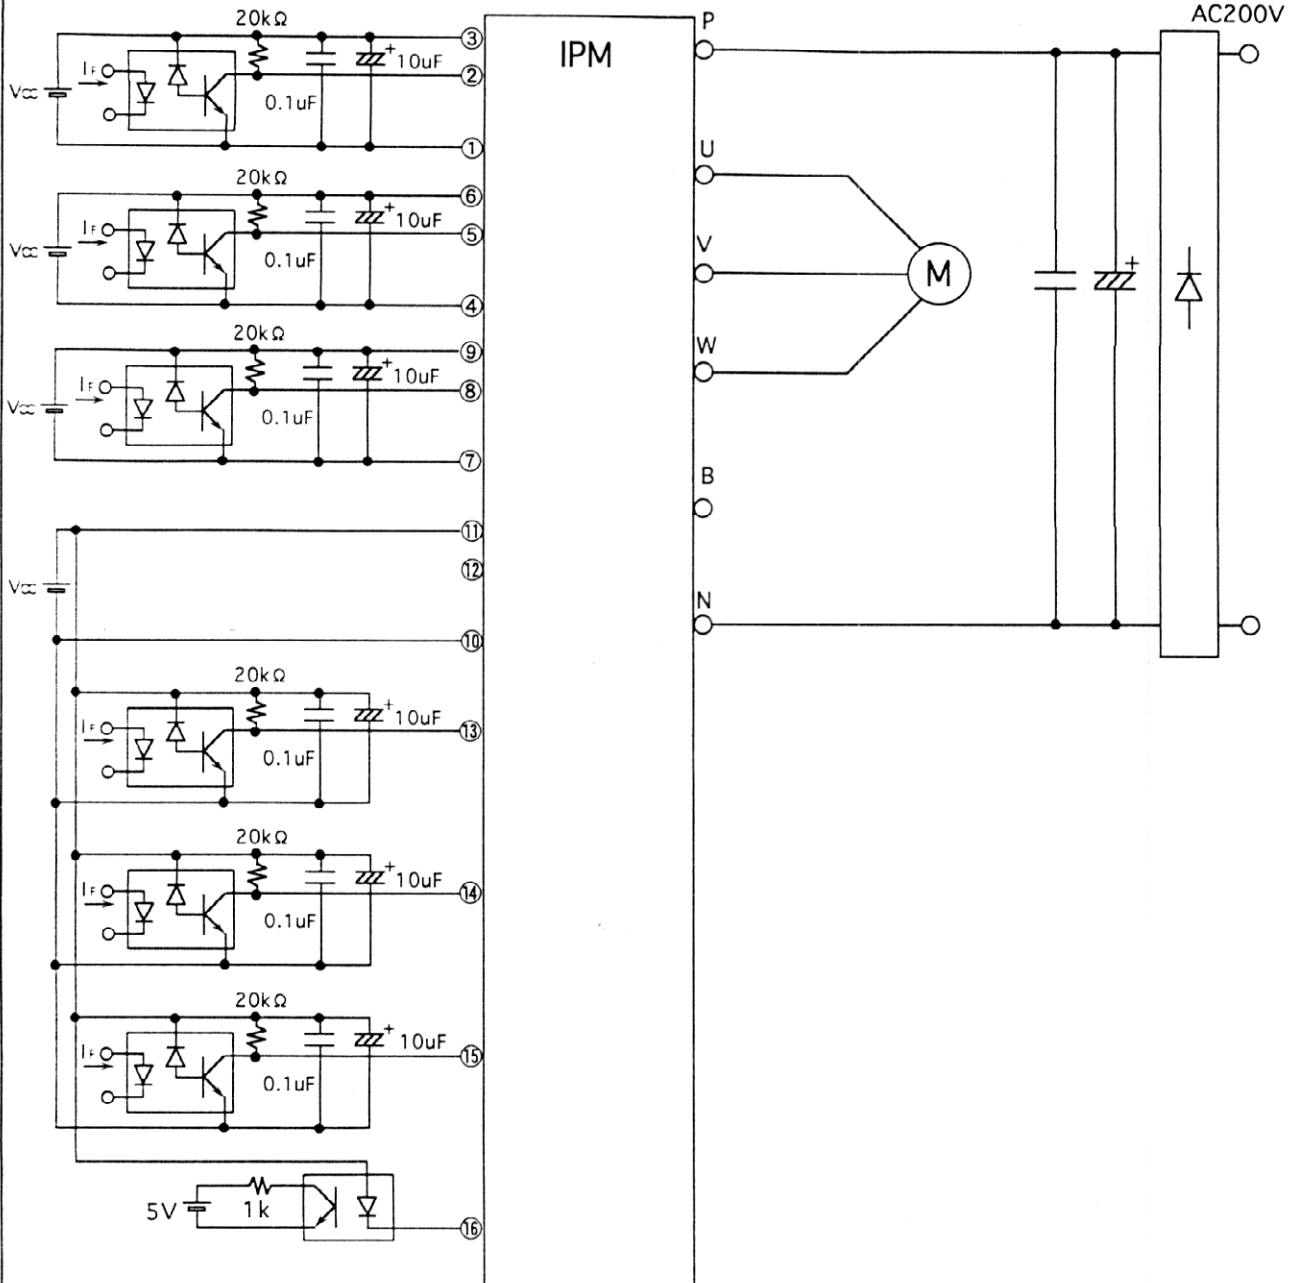 AC200V
IPM
P
U
V
W
B
N
M
+
20kΩ
IF
Vcc
0.1uF
+
10uF
③
②
①
20kΩ
IF
Vcc
0.1uF
+
10uF
⑥
⑤
④
20kΩ
IF
Vcc
0.1uF
+
10uF
⑨
⑧
⑦
Vcc
⑪
⑫
⑩
20kΩ
IF
0.1uF
+
10uF
⑬
20kΩ
IF
0.1uF
+
10uF
⑭
20kΩ
IF
0.1uF
+
10uF
⑮
5V
1k
⑯